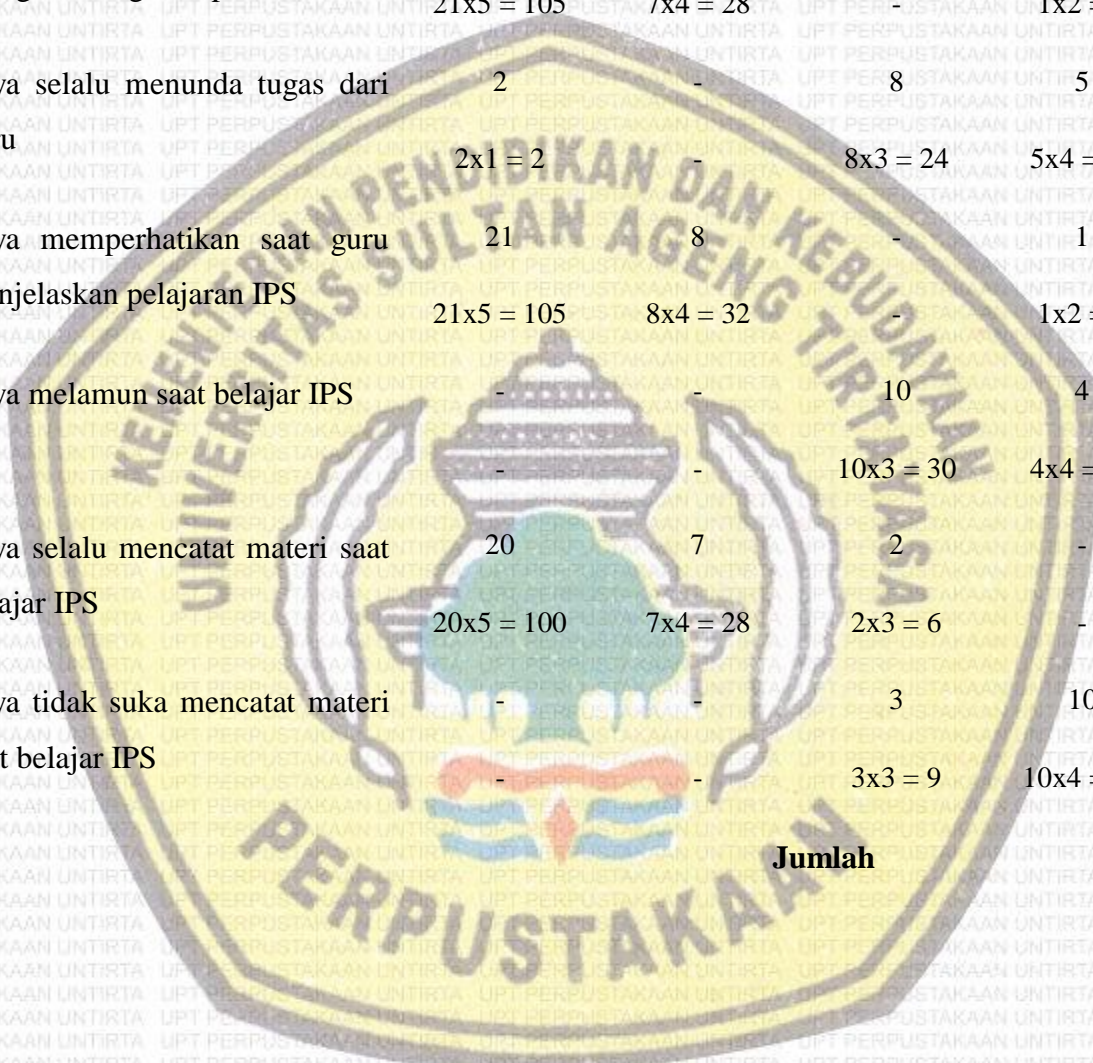 21x5 = 105 7x4 = 28 - 1x2 =
ya selalu menunda tugas dari 2 - 8 5
ru
2x1 = 2 - 8x3 = 24 5x4 =
ya memperhatikan saat guru 21 8 - 1
njelaskan pelajaran IPS
21x5 = 105 8x4 = 32 - 1x2 =
ya melamun saat belajar IPS - - 10 4
- - 10x3 = 30 4x4 =
ya selalu mencatat materi saat 20 7 2 -
ajar IPS
20x5 = 100 7x4 = 28 2x3 = 6 -
ya tidak suka mencatat materi - - 3 10
t belajar IPS
- - 3x3 = 9 10x4 =
Jumlah
KEMENTERIAN PENDIDIKAN DAN KEBUDAYAAN
UNIVERSITAS SULTAN AGENG TIRTAYASA
PERPUSTAKAAN
UPT PERPUSTAKAAN UNTIRTA